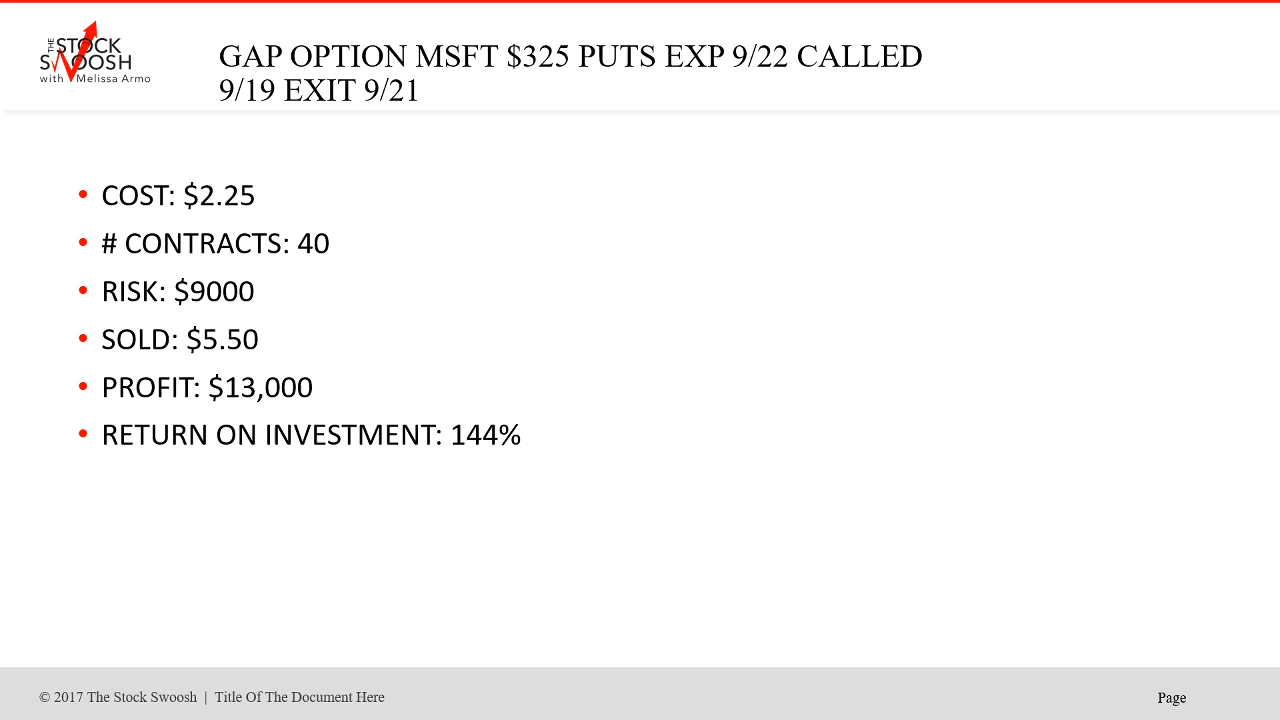 THE STOCK
SWOOSH
with Melissa Armo
GAP OPTION MSFT $325 PUTS EXP 9/22 CALLED
9/19 EXIT 9/21
• COST: $2.25
• # CONTRACTS: 40
• RISK: $9000
• SOLD: $5.50
• PROFIT: $13,000
• RETURN ON INVESTMENT: 144%
© 2017 The Stock Swoosh | Title Of The Document Here
Page